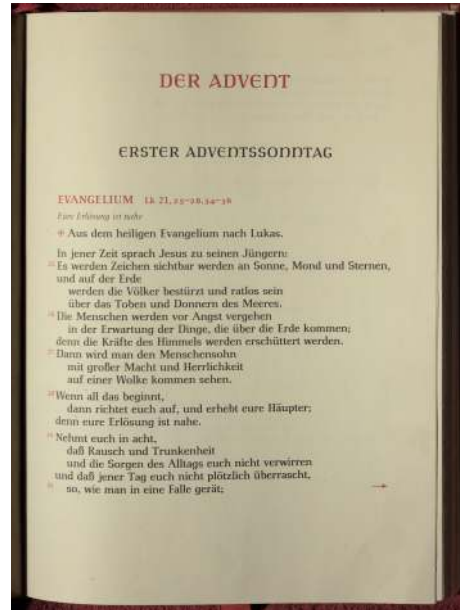 DER ADVENT
ERSTER ADVENTSSONNTAG
EVANGELIUM Lk 21, 25-28.34-36
Eure Erlösung ist nahe
✠ Aus dem heiligen Evangelium nach Lukas.
In jener Zeit sprach Jesus zu seinen Jüngern:
25 Es werden Zeichen sichtbar werden an Sonne, Mond und Sternen,
und auf der Erde
werden die Völker bestürzt und ratlos sein
über das Toben und Donnern des Meeres.
26 Die Menschen werden vor Angst vergehen
in der Erwartung der Dinge, die über die Erde kommen;
denn die Kräfte des Himmels werden erschüttert werden.
27 Dann wird man den Menschensohn
mit großer Macht und Herrlichkeit
auf einer Wolke kommen sehen.
28 Wenn all das beginnt,
dann richtet euch auf, und erhebt eure Häupter;
denn eure Erlösung ist nahe.
34 Nehmt euch in acht,
daß Rausch und Trunkenheit
und die Sorgen des Alltags euch nicht verwirren
und daß jener Tag euch nicht plötzlich überrascht,
35 so, wie man in eine Falle gerät; →